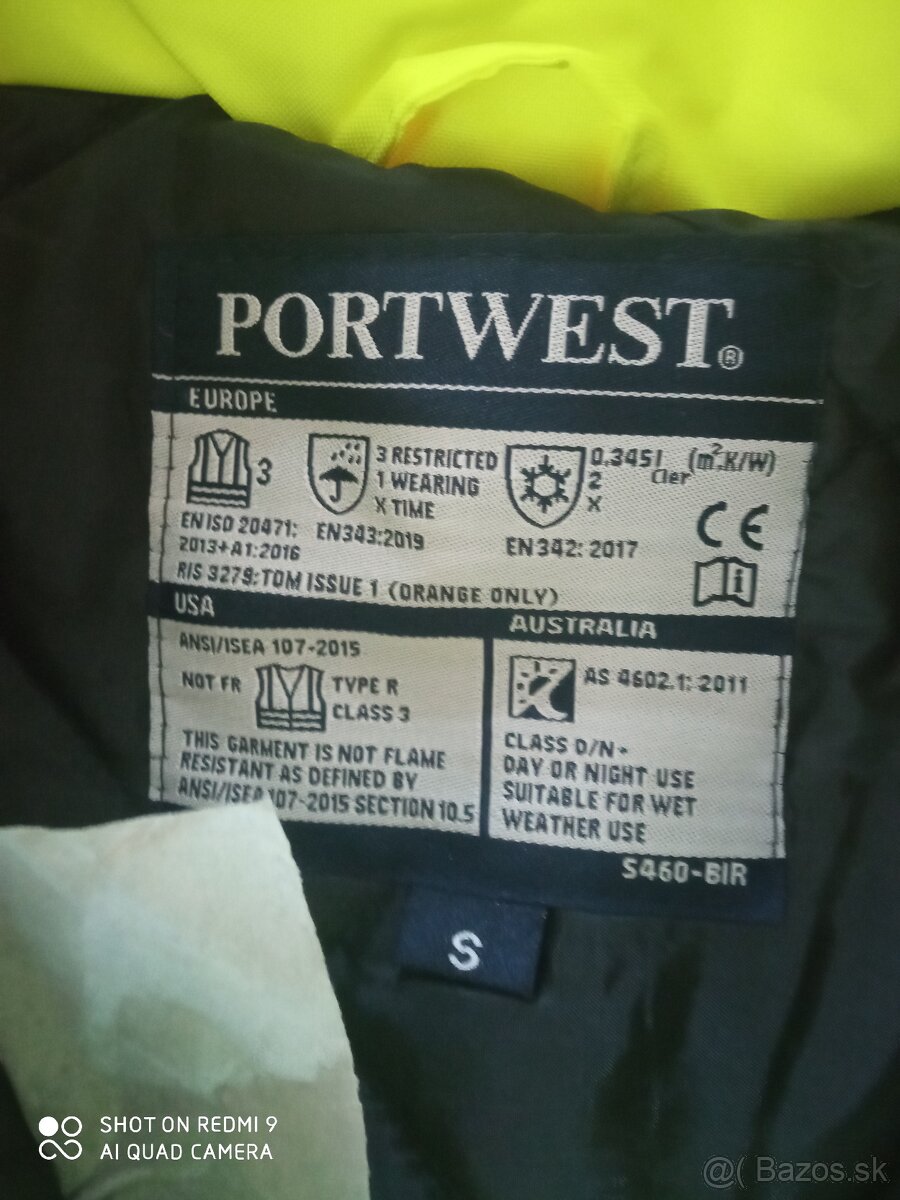 PORTWEST®
EUROPE
3
3 RESTRICTED
1 WEARING
X TIME
0.345 I cler (m².K/W)
2
X
EN ISO 20471:
2013+A1:2016
EN343:2019
EN342: 2017
CE
i
RIS 3279:TOM ISSUE 1 (ORANGE ONLY)
USA
ANSI/ISEA 107-2015
NOT FR
TYPE R
CLASS 3
THIS GARMENT IS NOT FLAME
RESISTANT AS DEFINED BY
ANSI/ISEA 107-2015 SECTION 10.5
AUSTRALIA
AS 4602.1: 2011
CLASS D/N -
DAY OR NIGHT USE
SUITABLE FOR WET
WEATHER USE
S460-BIR
S
SHOT ON REDMI 9
AI QUAD CAMERA
@( Bazos.sk